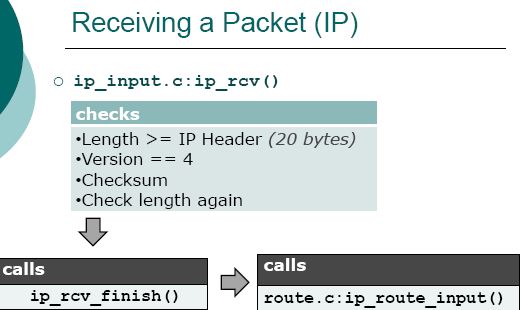 Receiving a Packet (IP)
ip_input.c:ip_rcv()
checks
•Length >= IP Header (20 bytes)
•Version == 4
•Checksum
•Check length again
calls
ip_rcv_finish()
calls
route.c:ip_route_input()